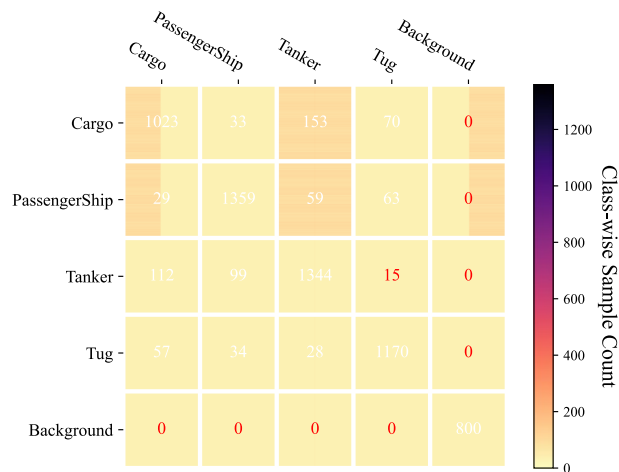 Cargo PassengerShip Tanker Tug Background
Cargo 1023 33 153 70 0
PassengerShip 29 1359 59 63 0
Tanker 112 99 1344 15 0
Tug 57 34 28 1170 0
Background 0 0 0 0 800
1200
1000
800
600
400
200
0
Class-wise Sample Count